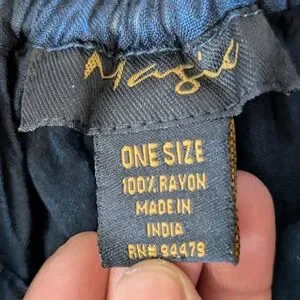 Magic
ONE SIZE
100% RAYON
MADE IN
INDIA
RN# 94479